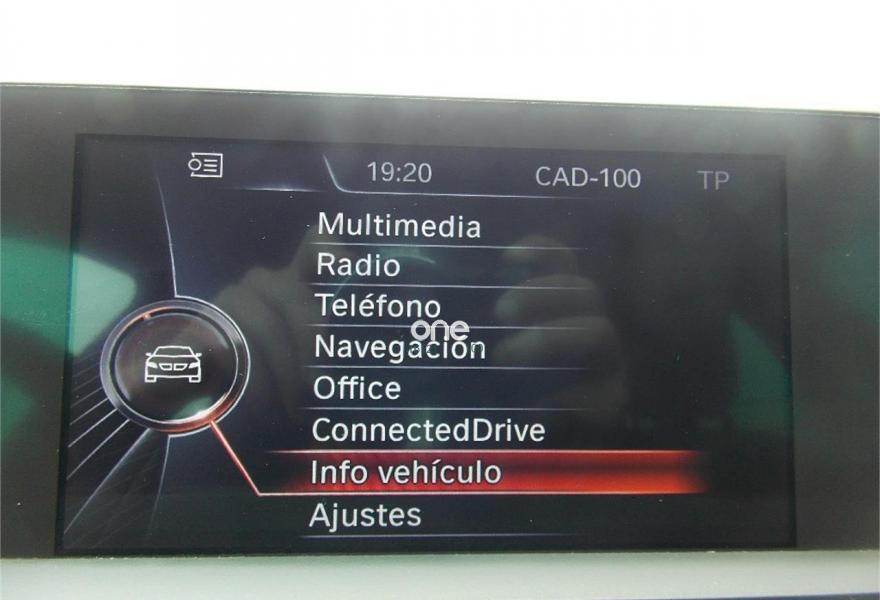 19:20 CAD-100 TP
Multimedia
Radio
Teléfono
one
Navegación
Office
ConnectedDrive
Info vehículo
Ajustes